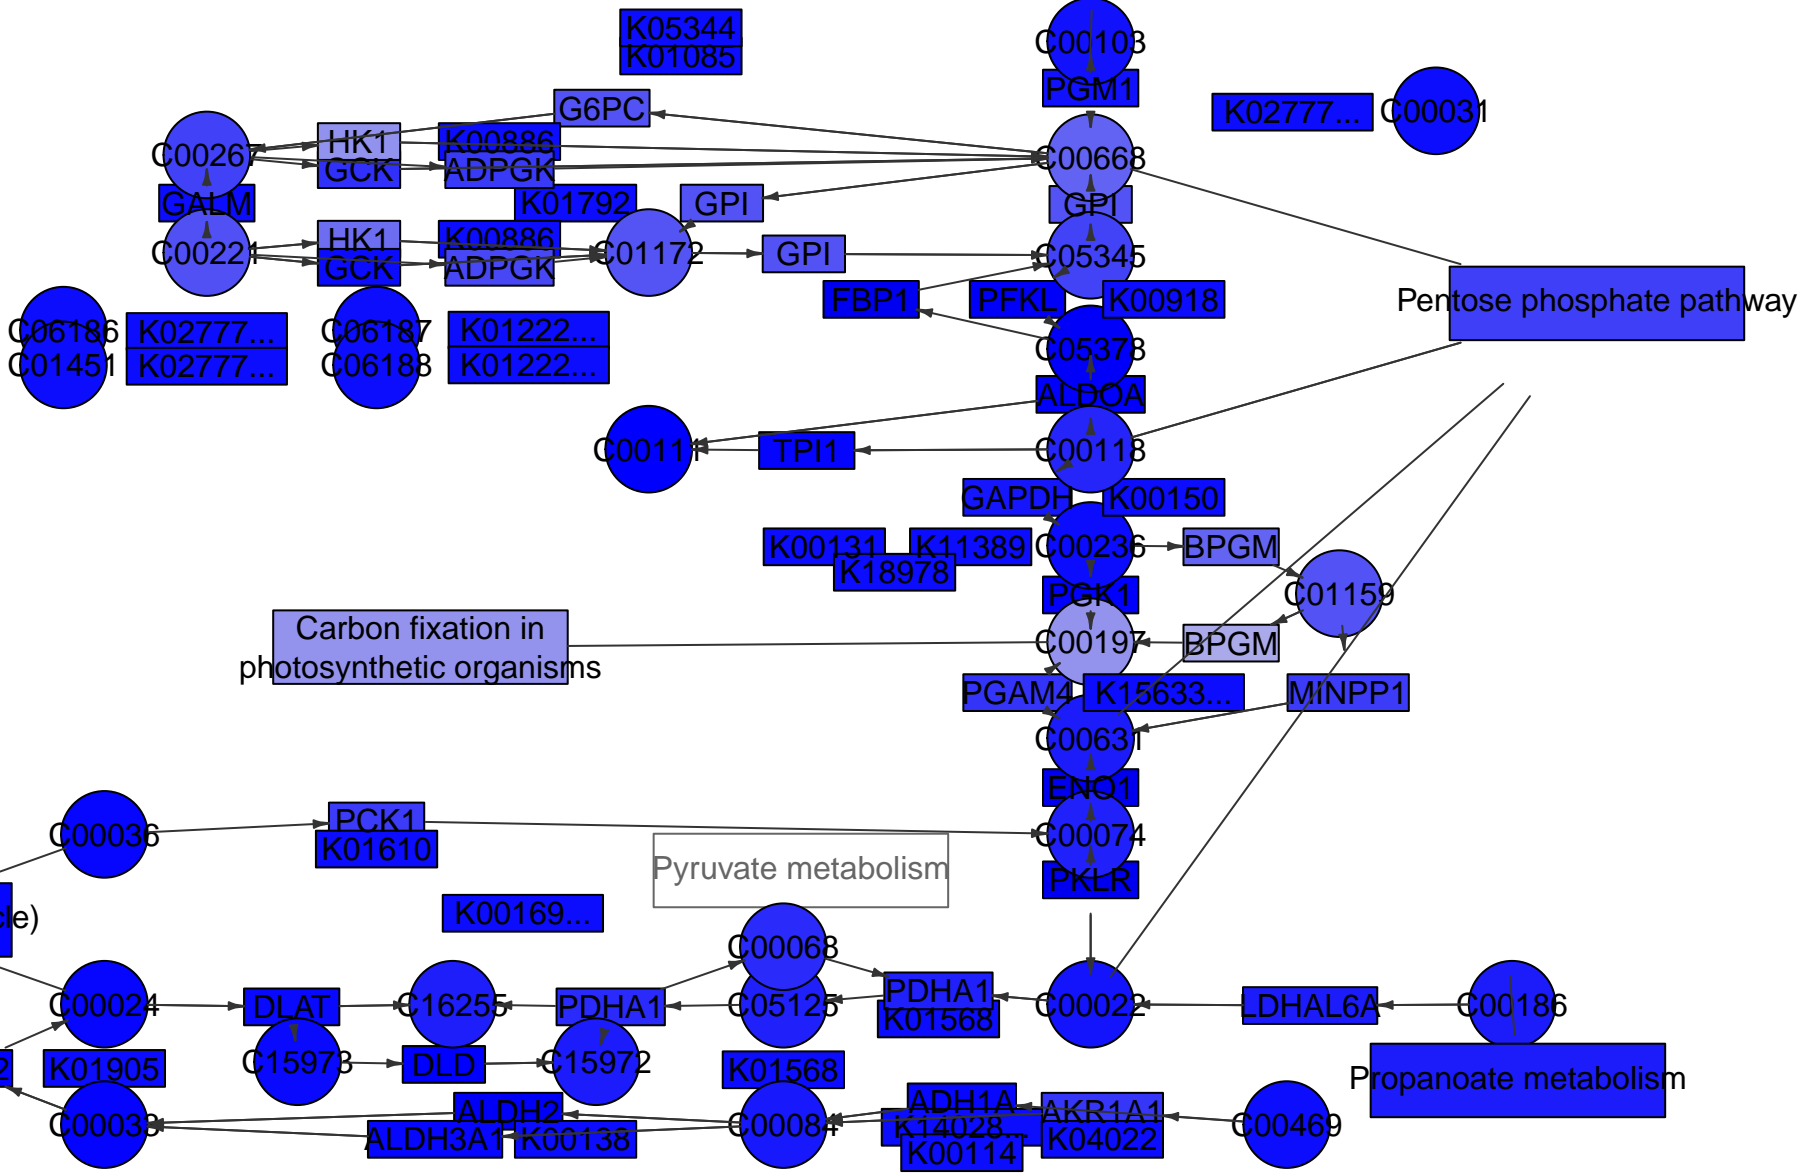 K05344
K01085
C00103
PGM1
K02777...
C00031
G6PC
C00267
HK1
K00886
GCK
ADPGK
C00668
GALM
K01792
GPI
GPI
C00221
HK1
K00886
GCK
ADPGK
C01172
GPI
C05345
FBP1
PFKL
K00918
Pentose phosphate pathway
C06186
K02777...
C06187
K01222...
C01451
K02777...
C06188
K01222...
C05378
ALDOA
C00111
TPI1
C00118
GAPDH
K00150
K00131
K11389
C00236
BPGM
K18978
PGK1
C01159
Carbon fixation in
photosynthetic organisms
C00197
BPGM
PGAM4
K15633...
MINPP1
C00631
ENO1
C00036
PCK1
K01610
C00074
Pyruvate metabolism
PKLR
cle)
K00169...
C00068
C00024
DLAT
C16255
PDHA1
C05125
PDHA1
K01568
C00022
LDHAL6A
C00186
2
K01905
C15973
DLD
C15972
K01568
Propanoate metabolism
C00033
ALDH2
ALDH3A1
K00138
C00084
ADH1A
K14028...
K00114
AKR1A1
K04022
C00469